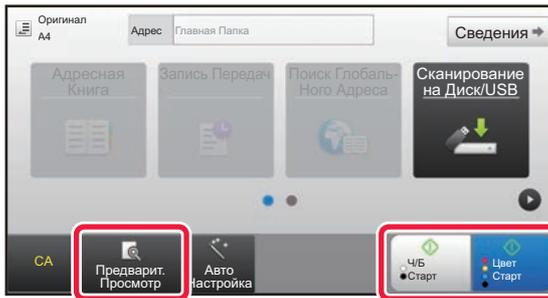 Оригинал
A4
Адрес
Главная Папка
Сведения
Адресная
Книга
Запись Передач
Поиск Глобаль-
Ного Адреса
Сканирование
на Диск/USB
CA
Предварит.
Просмотр
Авто
Настройка
Ч/Б
Старт
Цвет
Старт